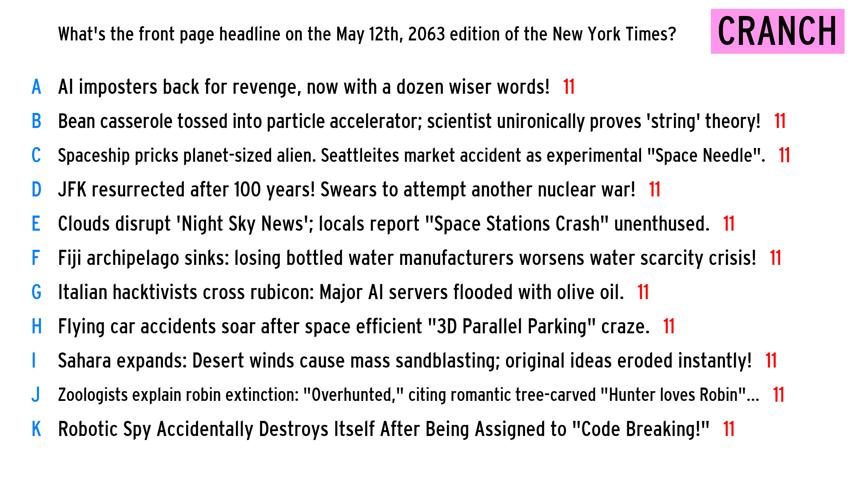 What's the front page headline on the May 12th, 2063 edition of the New York Times?
CRANCH
A AI imposters back for revenge, now with a dozen wiser words! 11
B Bean casserole tossed into particle accelerator; scientist unironically proves 'string' theory! 11
C Spaceship pricks planet-sized alien. Seattleites market accident as experimental "Space Needle". 11
D JFK resurrected after 100 years! Swears to attempt another nuclear war! 11
E Clouds disrupt 'Night Sky News'; locals report "Space Stations Crash" unenthused. 11
F Fiji archipelago sinks: losing bottled water manufacturers worsens water scarcity crisis! 11
G Italian hacktivists cross rubicon: Major AI servers flooded with olive oil. 11
H Flying car accidents soar after space efficient "3D Parallel Parking" craze. 11
I Sahara expands: Desert winds cause mass sandblasting; original ideas eroded instantly! 11
J Zoologists explain robin extinction: "Overhunted," citing romantic tree-carved "Hunter loves Robin"... 11
K Robotic Spy Accidentally Destroys Itself After Being Assigned to "Code Breaking!" 11